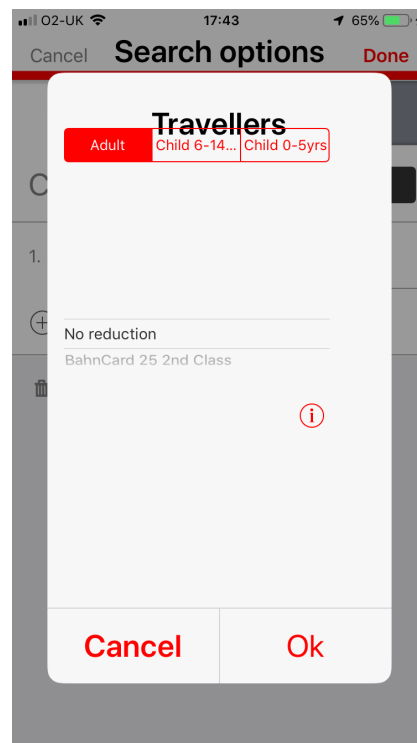 O2-UK 17:43 65%
Cancel Search options Done
Travellers
Adult Child 6-14... Child 0-5yrs
C
1.
No reduction
BahnCard 25 2nd Class
i
Cancel Ok